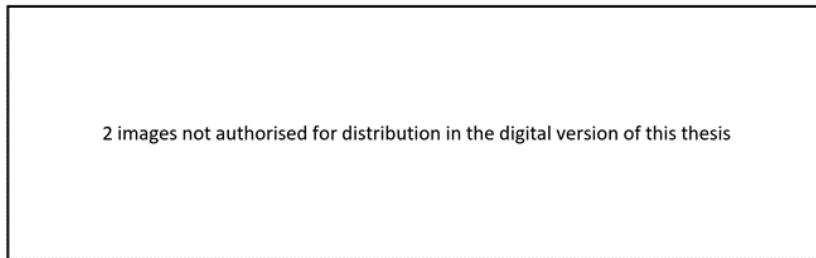 2 images not authorised for distribution in the digital version of this thesis